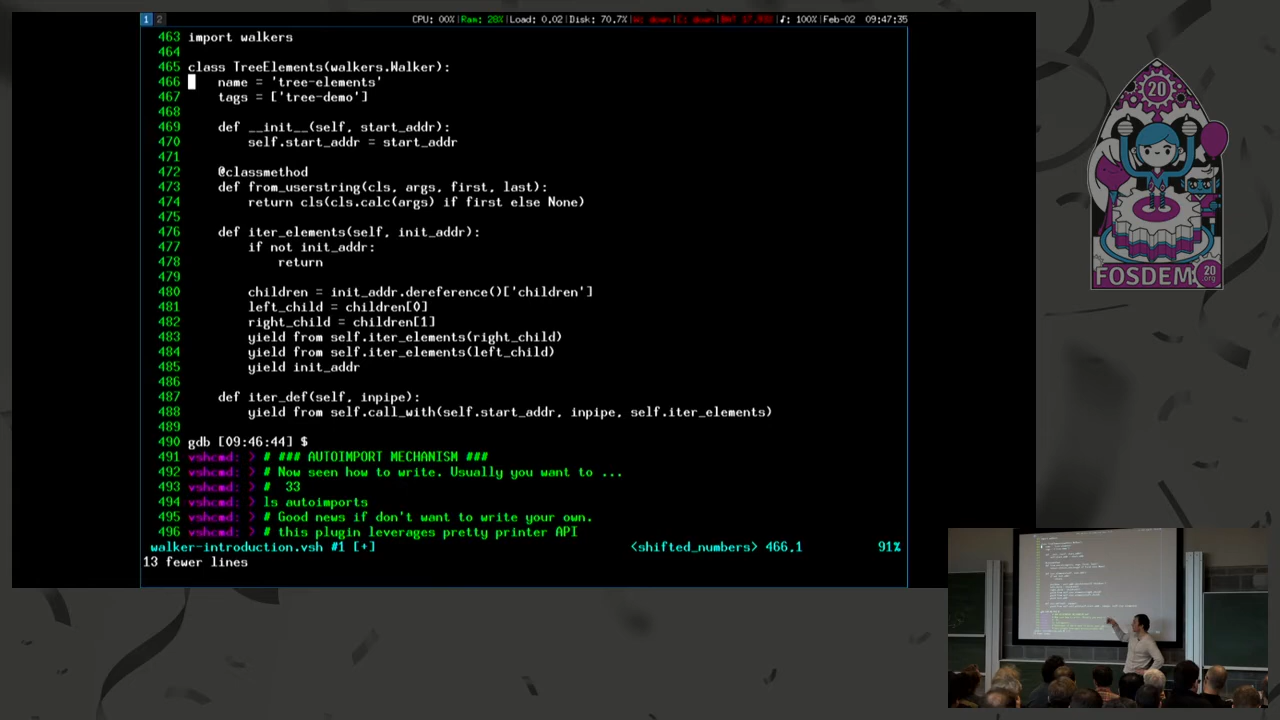 1 2 CPU: 00%|Ram: 28%|Load: 0.02|Disk: 70.7%|W: down|E: down|BAT |♪: 100%|Feb-02 09:47:35
463 import walkers
464
465 class TreeElements(walkers.Walker):
466     name = 'tree-elements'
467     tags = ['tree-demo']
468
469     def __init__(self, start_addr):
470         self.start_addr = start_addr
471
472     @classmethod
473     def from_userstring(cls, args, first, last):
474         return cls(cls.calc(args) if first else None)
475
476     def iter_elements(self, init_addr):
477         if not init_addr:
478             return
479
480         children = init_addr.dereference()['children']
481         left_child = children[0]
482         right_child = children[1]
483         yield from self.iter_elements(right_child)
484         yield from self.iter_elements(left_child)
485         yield init_addr
486
487     def iter_def(self, inpipe):
488         yield from self.call_with(self.start_addr, inpipe, self.iter_elements)
489
490 gdb [09:46:44] $
491 vshcmd: > # ### AUTOIMPORT MECHANISM ###
492 vshcmd: > # Now seen how to write. Usually you want to ...
493 vshcmd: > #  33
494 vshcmd: > ls autoimports
495 vshcmd: > # Good news if don't want to write your own.
496 vshcmd: > # this plugin leverages pretty printer API
walker-introduction.vsh #1 [+] <shifted_numbers> 466,1 91%
13 fewer lines
20
FOSDEM 20 .org